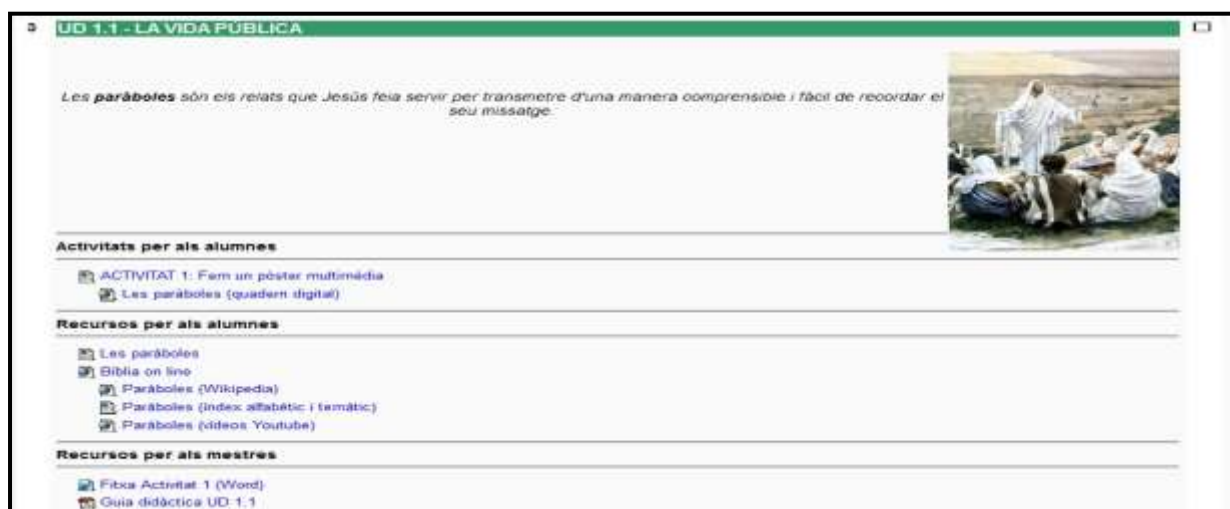 3 UD 1.1 - LA VIDA PÚBLICA
Les paràboles són els relats que Jesús feia servir per transmetre d'una manera comprensible i fàcil de recordar el
seu missatge.
Activitats per als alumnes
ACTIVITAT 1: Fem un pòster multimèdia
Les paràboles (quadern digital)
Recursos per als alumnes
Les paràboles
Bíblia on line
Paràboles (Wikipedia)
Paràboles (índex alfabètic i temàtic)
Paràboles (vídeos Youtube)
Recursos per als mestres
Fitxa Activitat 1 (Word)
Guia didàctica UD 1.1